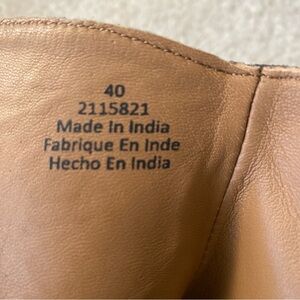 40
2115821
Made In India
Fabrique En Inde
Hecho En India